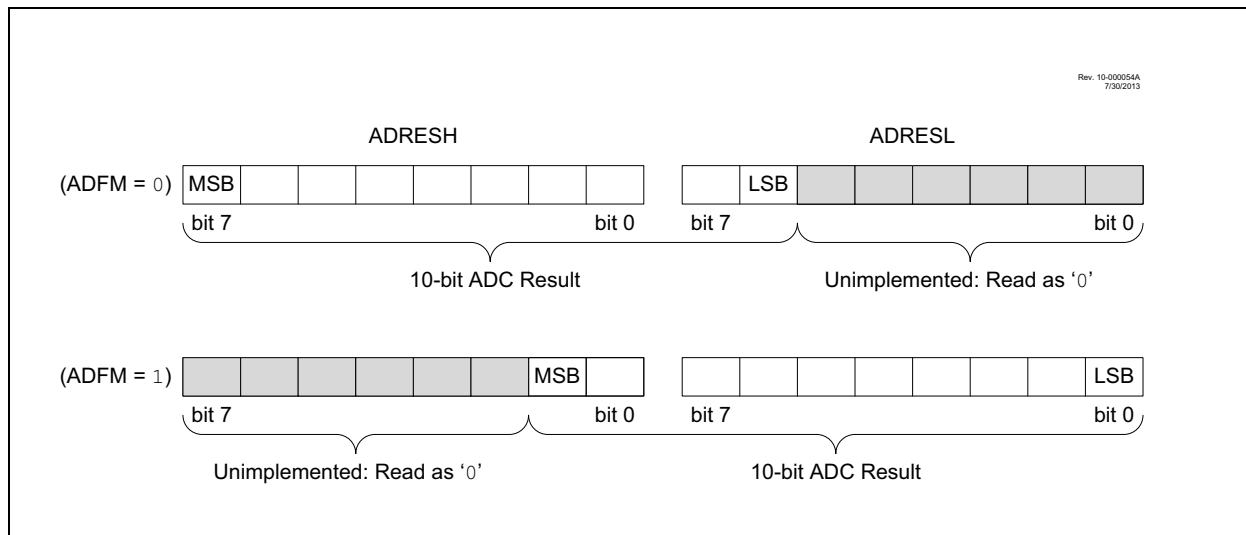 Rev. 10-000054A
7/30/2013
ADRESH ADRESL
(ADFM = 0) MSB LSB
bit 7 bit 0 bit 7 bit 0
10-bit ADC Result Unimplemented: Read as ‘0’
(ADFM = 1) MSB LSB
bit 7 bit 0 bit 7 bit 0
Unimplemented: Read as ‘0’ 10-bit ADC Result